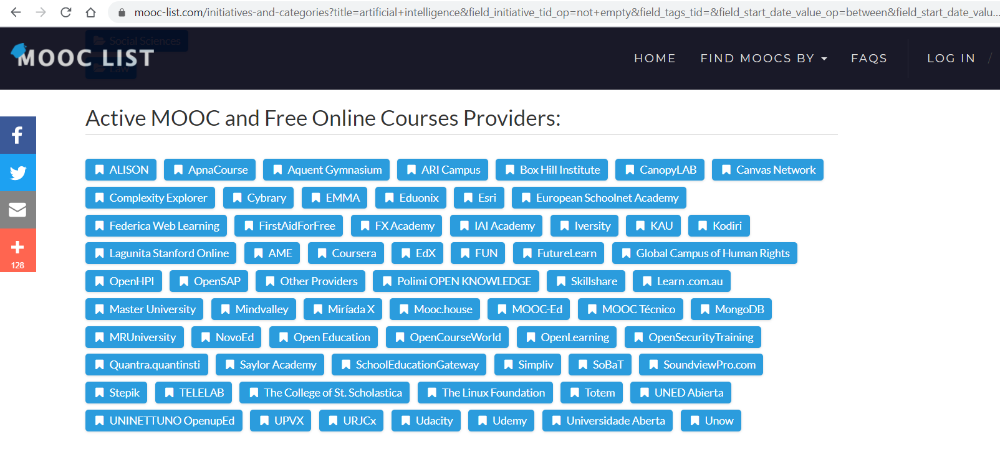 mooc-list.com/initiatives-and-categories?title=artificial+intelligence&field_initiative_tid_op=not+empty&field_tags_tid=&field_start_date_value_op=between&field_start_date_valu...
Social Sciences
MOOC LIST
HOME FIND MOOCS BY FAQS LOG IN /
Law
Active MOOC and Free Online Courses Providers:
ALISON ApnaCourse Aquent Gymnasium ARI Campus Box Hill Institute CanopyLAB Canvas Network
Complexity Explorer Cybrary EMMA Eduonix Esri European Schoolnet Academy
Federica Web Learning FirstAidForFree FX Academy IAI Academy Iversity KAU Kodiri
Lagunita Stanford Online AME Coursera EdX FUN FutureLearn Global Campus of Human Rights
128
OpenHPI OpenSAP Other Providers Polimi OPEN KNOWLEDGE Skillshare Learn .com.au
Master University Mindvalley Miríada X Mooc.house MOOC-Ed MOOC Técnico MongoDB
MRUniversity NovoEd Open Education OpenCourseWorld OpenLearning OpenSecurityTraining
Quantra.quantinsti Saylor Academy SchoolEducationGateway Simpliv SoBaT SoundviewPro.com
Stepik TELELAB The College of St. Scholastica The Linux Foundation Totem UNED Abierta
UNINETTUNO OpenupEd UPVX URJCx Udacity Udemy Universidade Aberta Unow